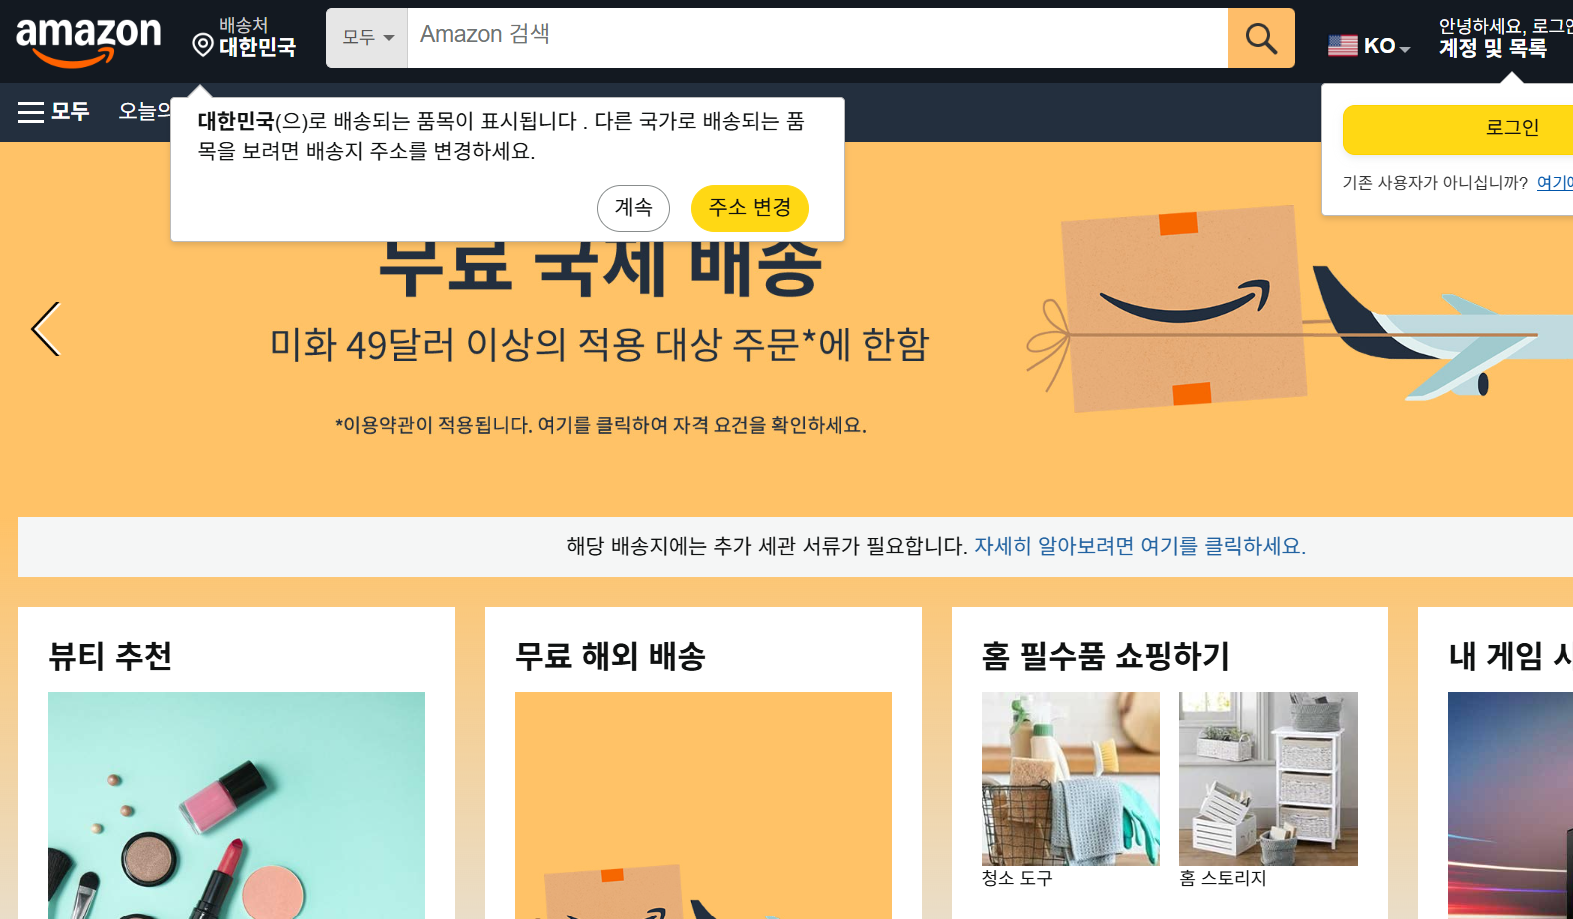 amazon
배송처
대한민국
모두
Amazon 검색
KO
안녕하세요, 로그인
계정 및 목록
모두
오늘의
대한민국(으)로 배송되는 품목이 표시됩니다 . 다른 국가로 배송되는 품
목을 보려면 배송지 주소를 변경하세요.
계속
주소 변경
로그인
기존 사용자가 아니십니까? 여기에
무료 국제 배송
미화 49달러 이상의 적용 대상 주문*에 한함
*이용약관이 적용됩니다. 여기를 클릭하여 자격 요건을 확인하세요.
해당 배송지에는 추가 세관 서류가 필요합니다. 자세히 알아보려면 여기를 클릭하세요.
뷰티 추천
무료 해외 배송
홈 필수품 쇼핑하기
내 게임
청소 도구
홈 스토리지